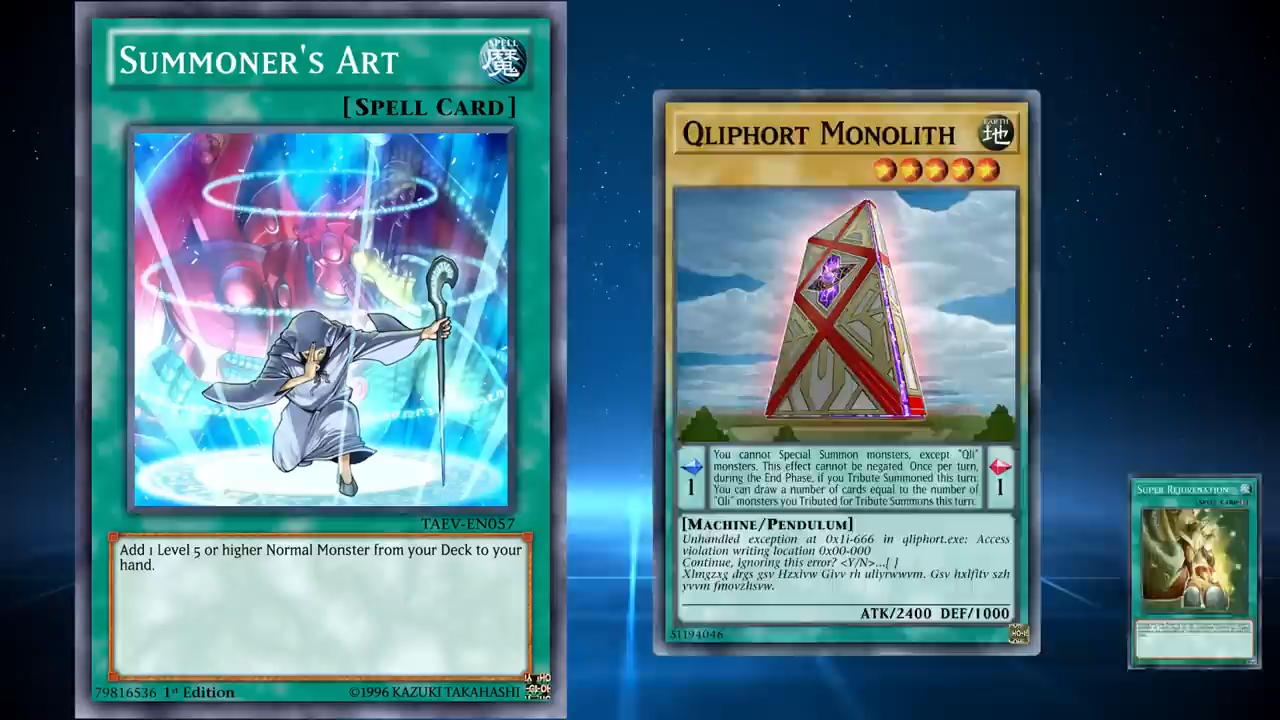 SUMMONER'S ART
SPELL
魔
[SPELL CARD]
TAEV-EN057
Add 1 Level 5 or higher Normal Monster from your Deck to your
hand.
79816536 1st Edition
©1996 KAZUKI TAKAHASHI
QLIPHORT MONOLITH
EARTH
地
You cannot Special Summon monsters, except "Qli"
monsters. This effect cannot be negated. Once per turn,
during the End Phase, if you Tribute Summoned this turn:
You can draw a number of cards equal to the number of
"Qli" monsters you Tributed for Tribute Summons this turn.
1
1
[MACHINE/PENDULUM]
Unhandled exception at 0x1i-666 in qliphort.exe: Access
violation writing location 0x00-000
Continue, ignoring this error? <Y/N>...[ ]
Xlmgzxg drgs gsv Hzxivw Givv rh uliyrwwvm. Gsv hxlfitv szh
yvvm fmovzhsvw.
ATK/2400 DEF/1000
51194046
SUPER REJUVENATION